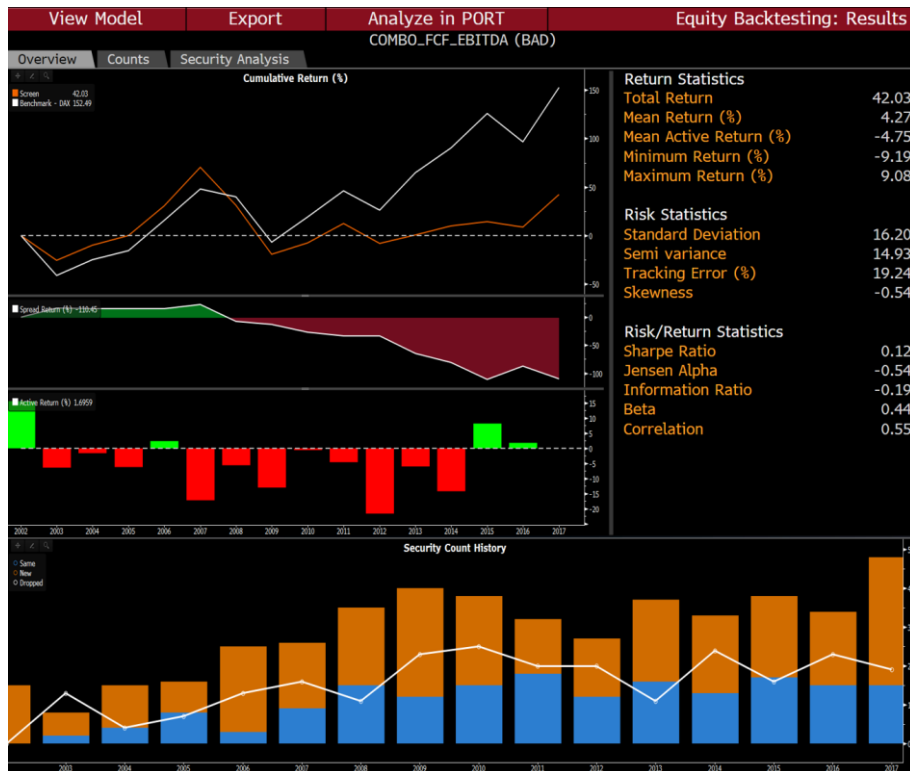 View Model Export Analyze in PORT Equity Backtesting: Results
COMBO_FCF_EBITDA (BAD)
Overview Counts Security Analysis
Cumulative Return (%)
Screen 42.03
Benchmark - DAX 152.49
150
100
50
0
-50
Spread Return (%) -110.45
0
-50
-100
Active Return (%) 1.6959
15
10
5
0
-5
-10
-15
-20
2002 2003 2004 2005 2006 2007 2008 2009 2010 2011 2012 2013 2014 2015 2016 2017
Return Statistics
Total Return 42.03
Mean Return (%) 4.27
Mean Active Return (%) -4.75
Minimum Return (%) -9.19
Maximum Return (%) 9.08
Risk Statistics
Standard Deviation 16.20
Semi variance 14.93
Tracking Error (%) 19.24
Skewness -0.54
Risk/Return Statistics
Sharpe Ratio 0.12
Jensen Alpha -0.54
Information Ratio -0.19
Beta 0.44
Correlation 0.55
Security Count History
Same
New
Dropped
2003 2004 2005 2006 2007 2008 2009 2010 2011 2012 2013 2014 2015 2016 2017